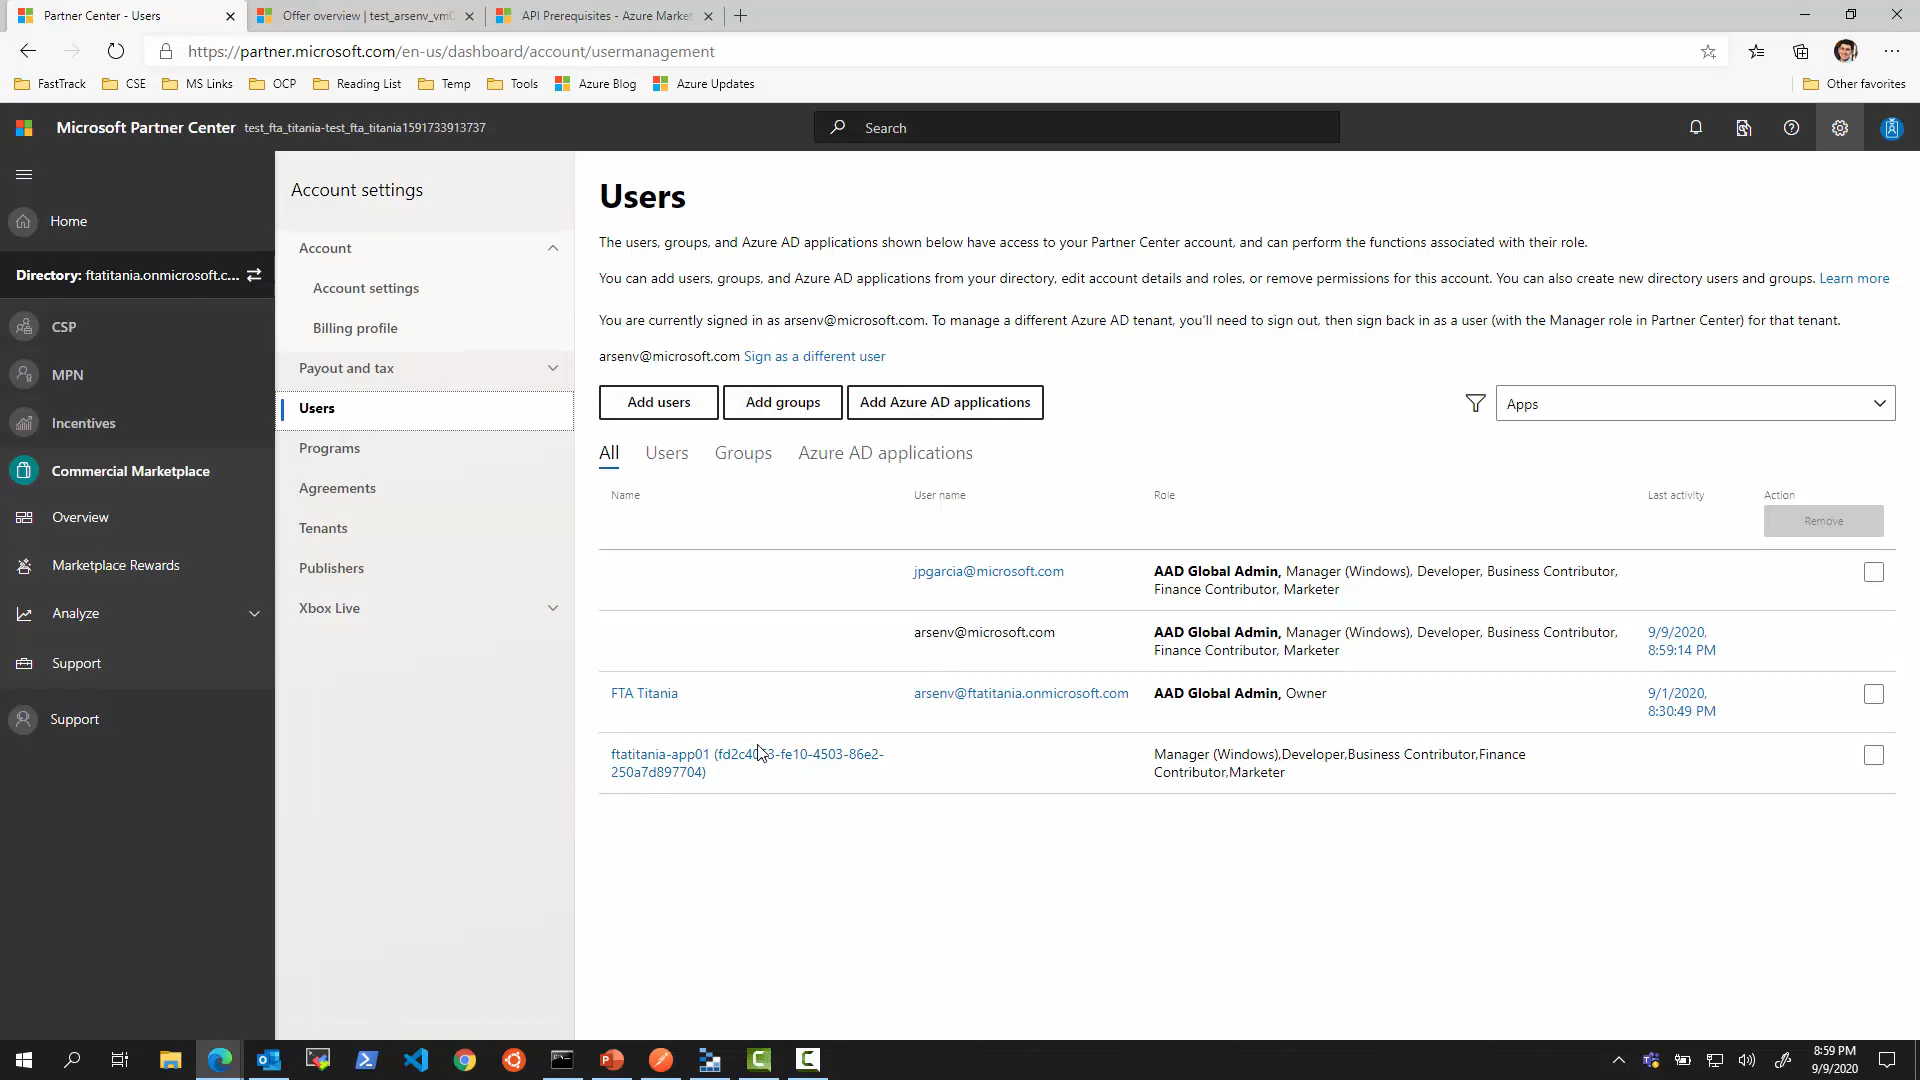 Partner Center - Users
Offer overview | test_arsenv_vm0
API Prerequisites - Azure Market
https://partner.microsoft.com/en-us/dashboard/account/usermanagement
FastTrack
CSE
MS Links
OCP
Reading List
Temp
Tools
Azure Blog
Azure Updates
Other favorites
Microsoft Partner Center
test_fta_titania-test_fta_titania1591733913737
Search
Home
Directory: ftatitania.onmicrosoft.c...
CSP
MPN
Incentives
Commercial Marketplace
Overview
Marketplace Rewards
Analyze
Support
Support
Account settings
Account
Account settings
Billing profile
Payout and tax
Users
Programs
Agreements
Tenants
Publishers
Xbox Live
Users
The users, groups, and Azure AD applications shown below have access to your Partner Center account, and can perform the functions associated with their role.
You can add users, groups, and Azure AD applications from your directory, edit account details and roles, or remove permissions for this account. You can also create new directory users and groups. Learn more
You are currently signed in as arsenv@microsoft.com. To manage a different Azure AD tenant, you'll need to sign out, then sign back in as a user (with the Manager role in Partner Center) for that tenant.
arsenv@microsoft.com Sign as a different user
Add users
Add groups
Add Azure AD applications
Apps
All
Users
Groups
Azure AD applications
Name
User name
Role
Last activity
Action
Remove
jpgarcia@microsoft.com
AAD Global Admin, Manager (Windows), Developer, Business Contributor,
Finance Contributor, Marketer
arsenv@microsoft.com
AAD Global Admin, Manager (Windows), Developer, Business Contributor,
Finance Contributor, Marketer
9/9/2020,
8:59:14 PM
FTA Titania
arsenv@ftatitania.onmicrosoft.com
AAD Global Admin, Owner
9/1/2020,
8:30:49 PM
ftatitania-app01
250a7d897704)
Manager (Windows),Developer,Business Contributor,Finance
Contributor,Marketer
8:59 PM
9/9/2020